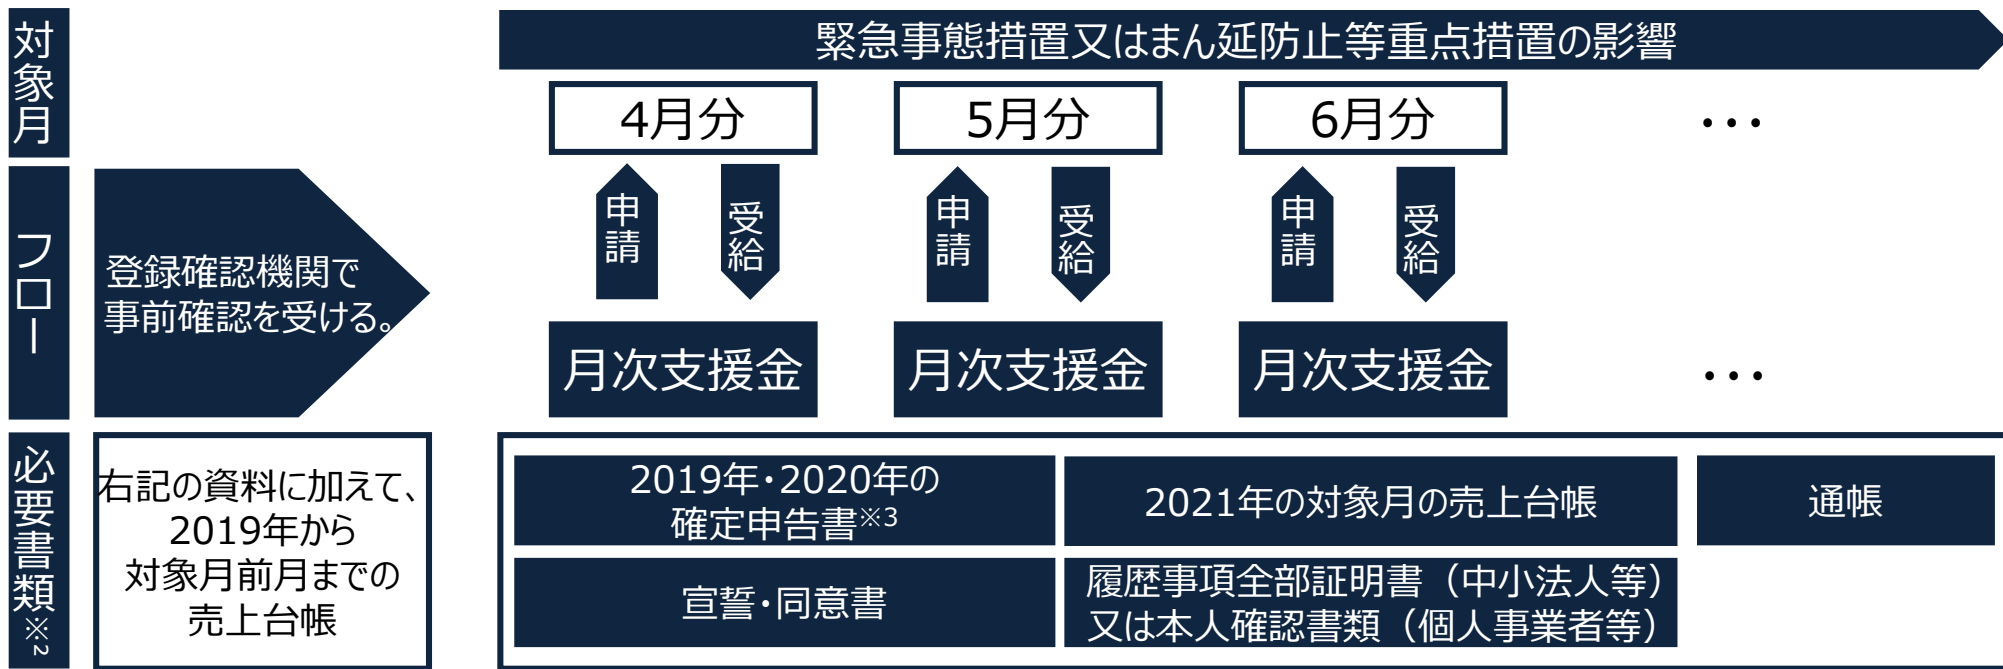 対象月
緊急事態措置又はまん延防止等重点措置の影響
4月分
5月分
6月分
･･･
フロー
登録確認機関で
事前確認を受ける。
申請
受給
申請
受給
申請
受給
月次支援金
月次支援金
月次支援金
･･･
必要書類※2
右記の資料に加えて、
2019年から
対象月前月までの
売上台帳
2019年･2020年の
確定申告書※3
2021年の対象月の売上台帳
通帳
宣誓･同意書
履歴事項全部証明書（中小法人等）
又は本人確認書類（個人事業者等）